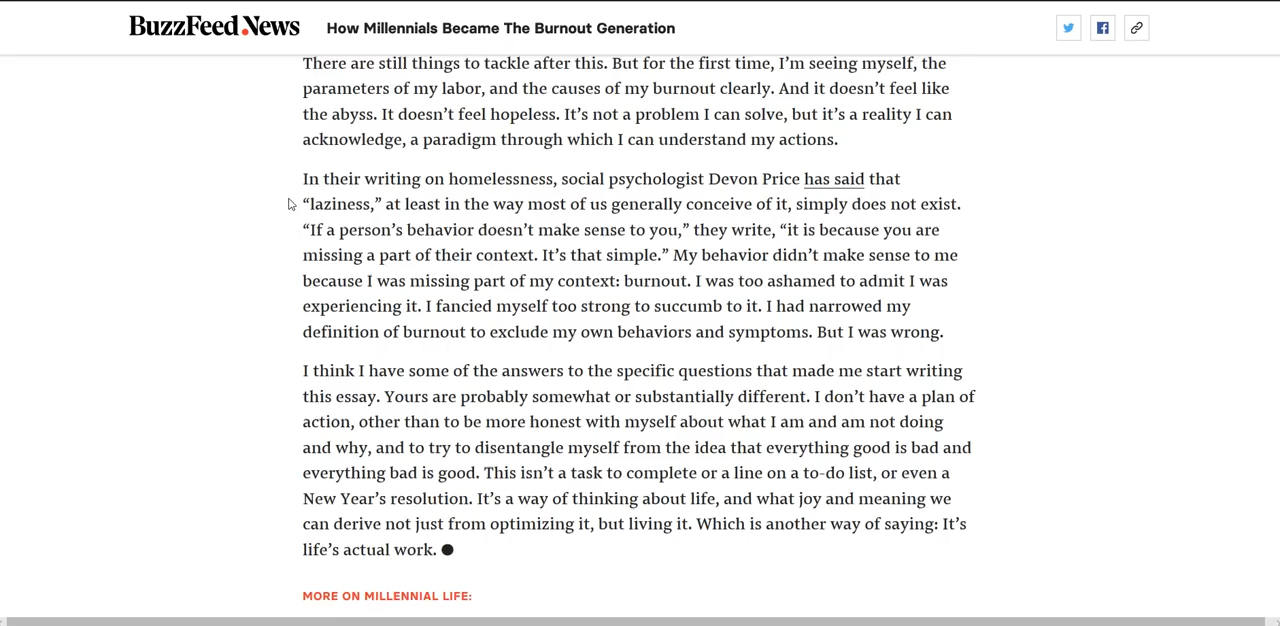 BuzzFeed News How Millennials Became The Burnout Generation
There are still things to tackle after this. But for the first time, I’m seeing myself, the
parameters of my labor, and the causes of my burnout clearly. And it doesn’t feel like
the abyss. It doesn’t feel hopeless. It’s not a problem I can solve, but it’s a reality I can
acknowledge, a paradigm through which I can understand my actions.
In their writing on homelessness, social psychologist Devon Price has said that
“laziness,” at least in the way most of us generally conceive of it, simply does not exist.
“If a person’s behavior doesn’t make sense to you,” they write, “it is because you are
missing a part of their context. It’s that simple.” My behavior didn’t make sense to me
because I was missing part of my context: burnout. I was too ashamed to admit I was
experiencing it. I fancied myself too strong to succumb to it. I had narrowed my
definition of burnout to exclude my own behaviors and symptoms. But I was wrong.
I think I have some of the answers to the specific questions that made me start writing
this essay. Yours are probably somewhat or substantially different. I don’t have a plan of
action, other than to be more honest with myself about what I am and am not doing
and why, and to try to disentangle myself from the idea that everything good is bad and
everything bad is good. This isn’t a task to complete or a line on a to-do list, or even a
New Year’s resolution. It’s a way of thinking about life, and what joy and meaning we
can derive not just from optimizing it, but living it. Which is another way of saying: It’s
life’s actual work. ●
MORE ON MILLENNIAL LIFE: